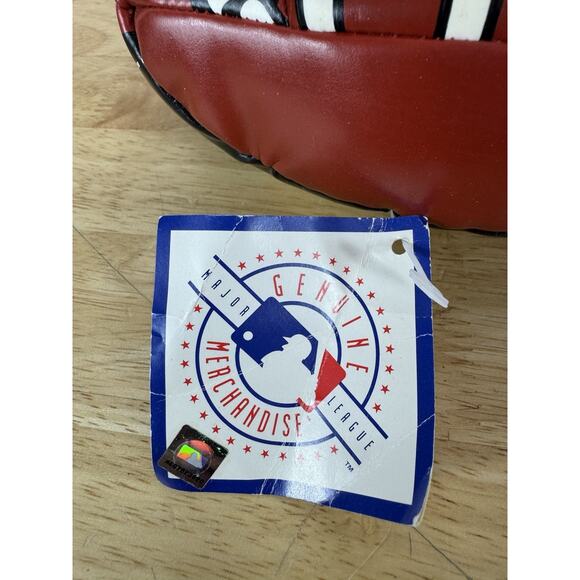 GENUINE
MAJOR
LEAGUE
MERCHANDISE
TM